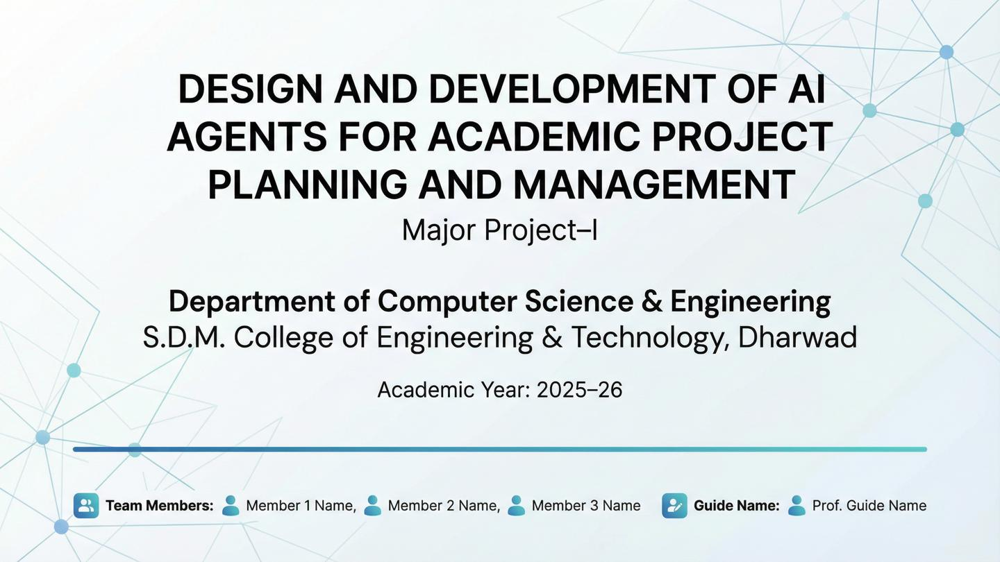 DESIGN AND DEVELOPMENT OF AI
AGENTS FOR ACADEMIC PROJECT
PLANNING AND MANAGEMENT
Major Project–I
Department of Computer Science & Engineering
S.D.M. College of Engineering & Technology, Dharwad
Academic Year: 2025–26
Team Members: Member 1 Name, Member 2 Name, Member 3 Name Guide Name: Prof. Guide Name